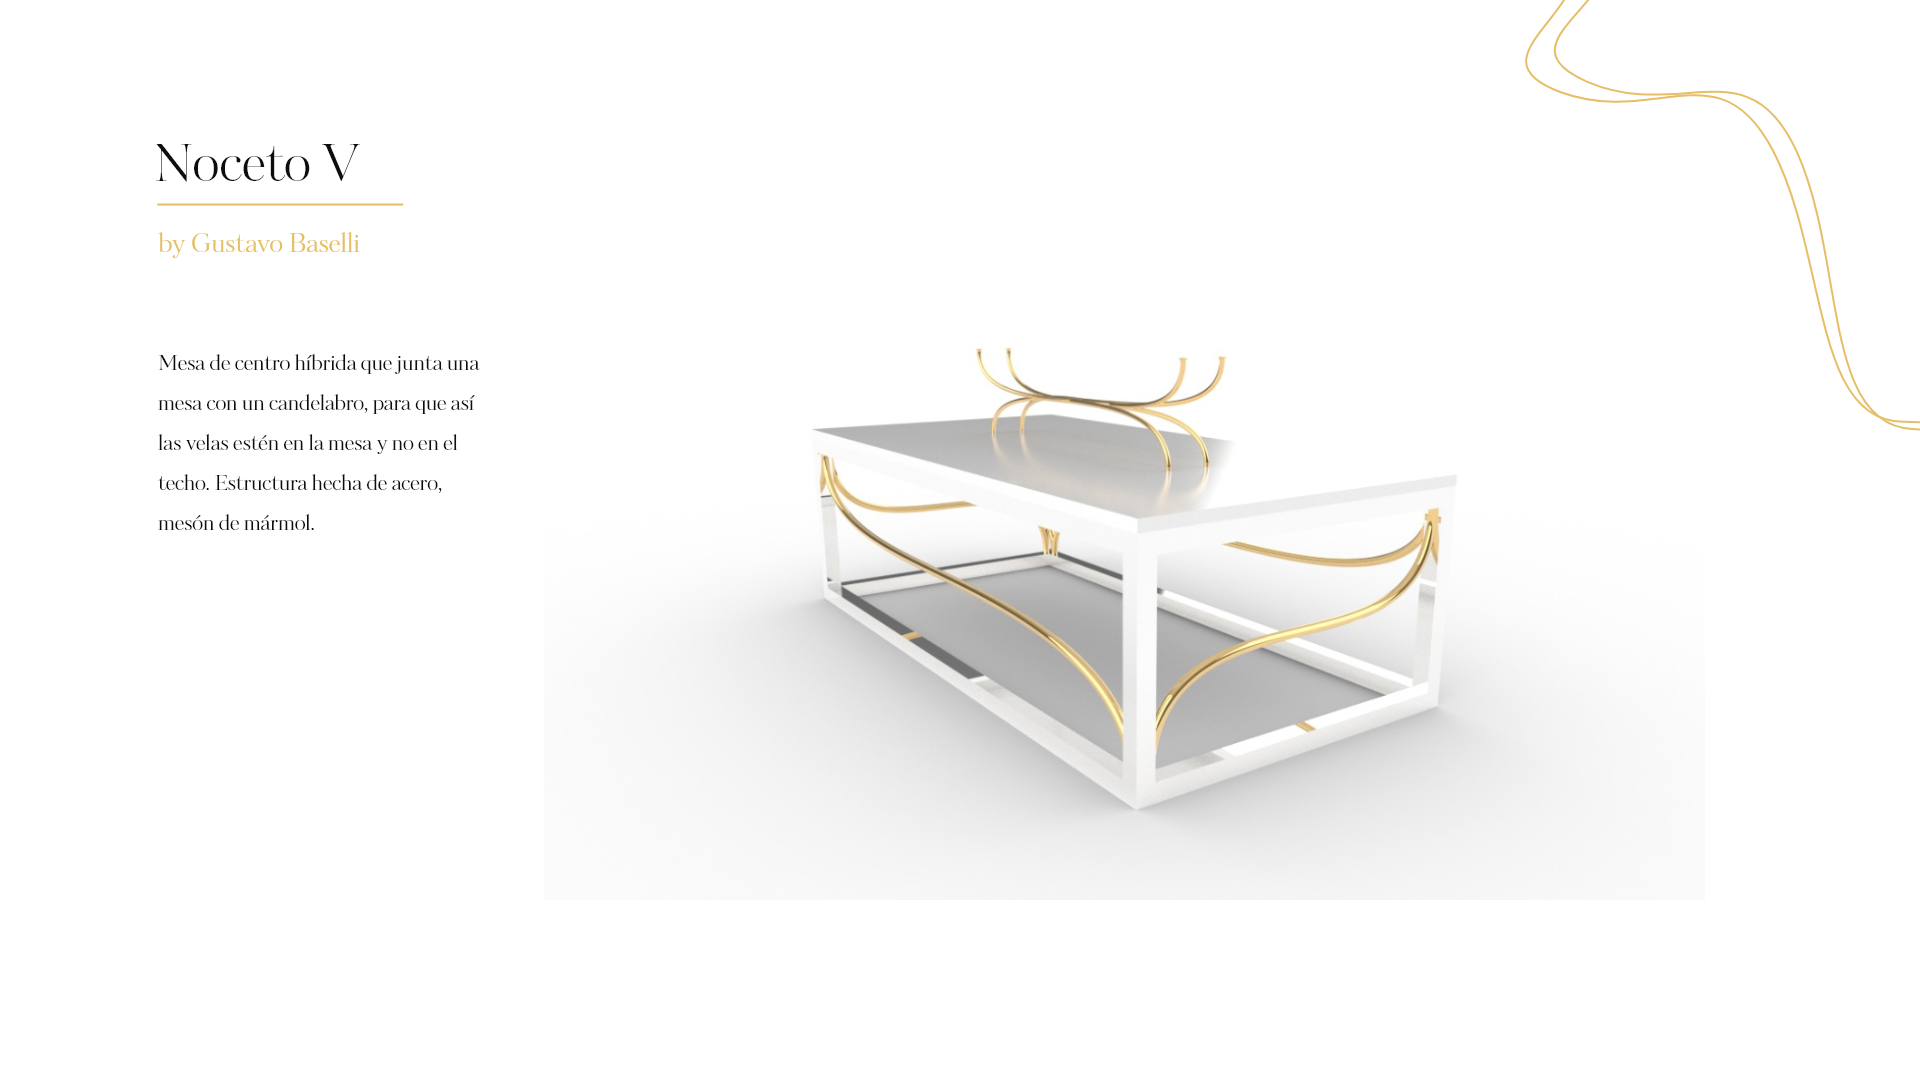 Noceto V
by Gustavo Baselli
Mesa de centro híbrida que junta una
mesa con un candelabro, para que así
las velas estén en la mesa y no en el
techo. Estructura hecha de acero,
mesón de mármol.